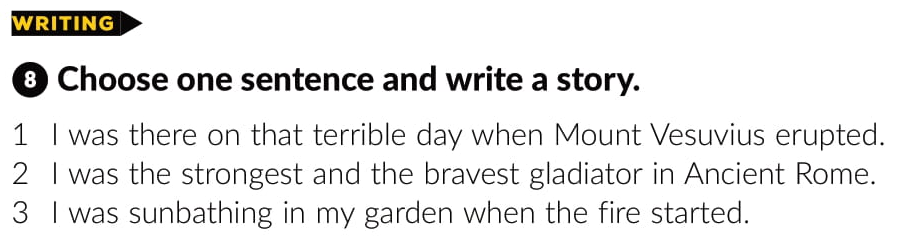 WRITING
8 Choose one sentence and write a story.
1 I was there on that terrible day when Mount Vesuvius erupted.
2 I was the strongest and the bravest gladiator in Ancient Rome.
3 I was sunbathing in my garden when the fire started.